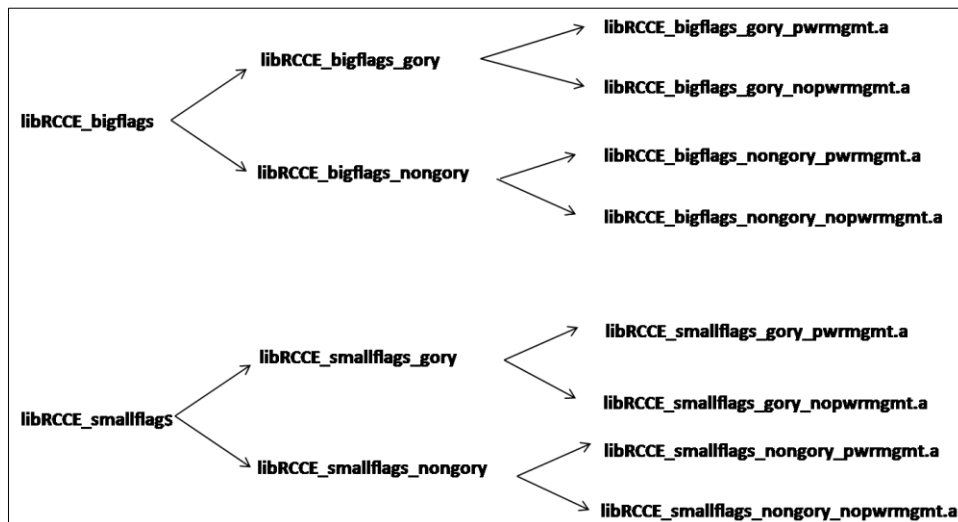 libRCCE_bigflags_gory_pwrmgmt.a
libRCCE_bigflags_gory
libRCCE_bigflags_gory_nopwrmgmt.a
libRCCE_bigflags
libRCCE_bigflags_nongory_pwrmgmt.a
libRCCE_bigflags_nongory
libRCCE_bigflags_nongory_nopwrmgmt.a
libRCCE_smallflags_gory_pwrmgmt.a
libRCCE_smallflags_gory
libRCCE_smallflags_gory_nopwrmgmt.a
libRCCE_smallflags
libRCCE_smallflags_nongory_pwrmgmt.a
libRCCE_smallflags_nongory
libRCCE_smallflags_nongory_nopwrmgmt.a